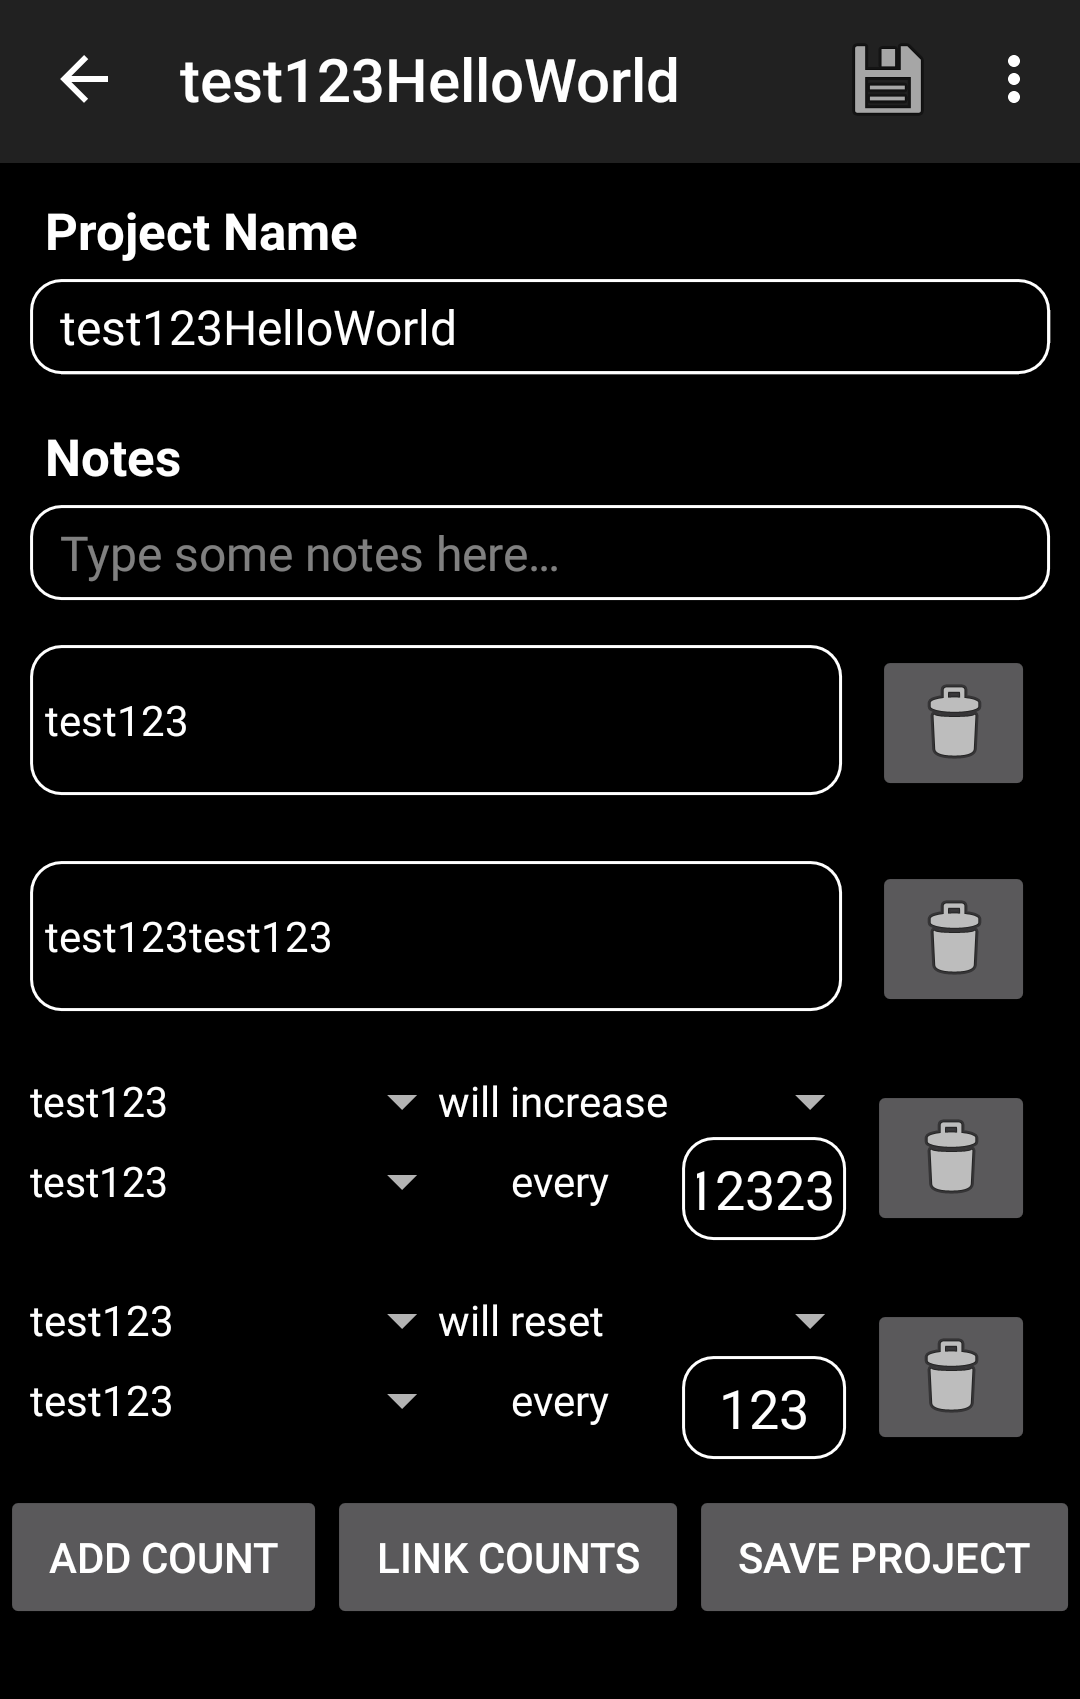 test123HelloWorld
Project Name
test123HelloWorld
Notes
Type some notes here...
test123
test123test123
test123 will increase
test123 every 12323
test123 will reset
test123 every 123
ADD COUNT LINK COUNTS SAVE PROJECT